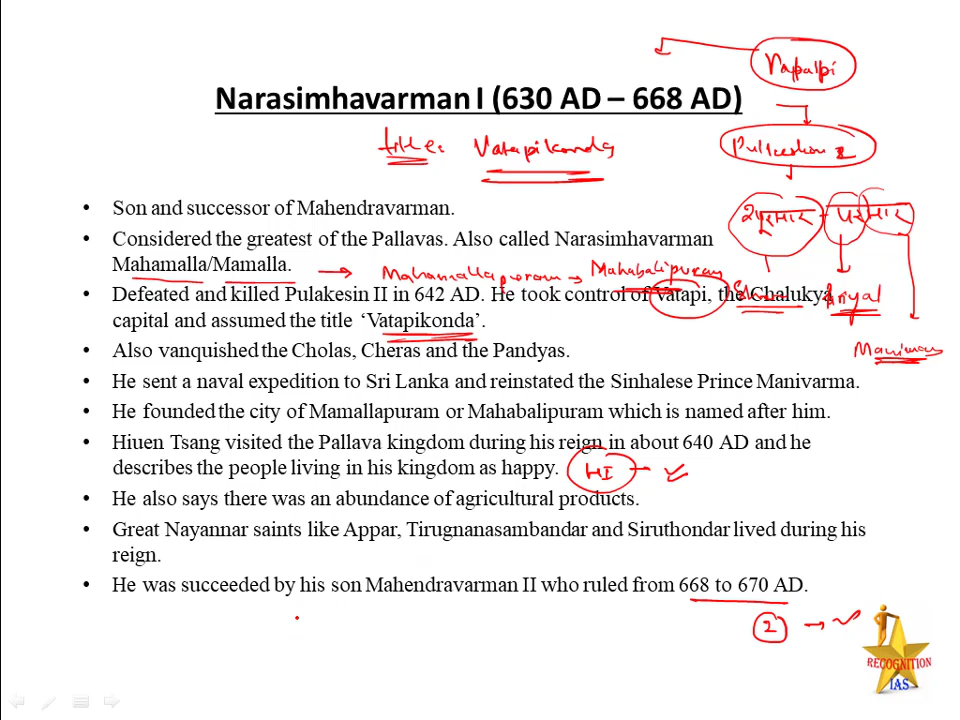 Narasimhavarman I (630 AD – 668 AD)
title: Vatapikonda
• Son and successor of Mahendravarman.
• Considered the greatest of the Pallavas. Also called Narasimhavarman
Mahamalla/Mamalla. → Mahamallapuram → Mahabalipuram
• Defeated and killed Pulakesin II in 642 AD. He took control of Vatapi, the Chalukya
capital and assumed the title ‘Vatapikonda’.
• Also vanquished the Cholas, Cheras and the Pandyas.
• He sent a naval expedition to Sri Lanka and reinstated the Sinhalese Prince Manivarma.
• He founded the city of Mamallapuram or Mahabalipuram which is named after him.
• Hiuen Tsang visited the Pallava kingdom during his reign in about 640 AD and he
describes the people living in his kingdom as happy. HI
• He also says there was an abundance of agricultural products.
• Great Nayannar saints like Appar, Tirugnanasambandar and Siruthondar lived during his
reign.
• He was succeeded by his son Mahendravarman II who ruled from 668 to 670 AD.
2
RECOGNITION
IAS